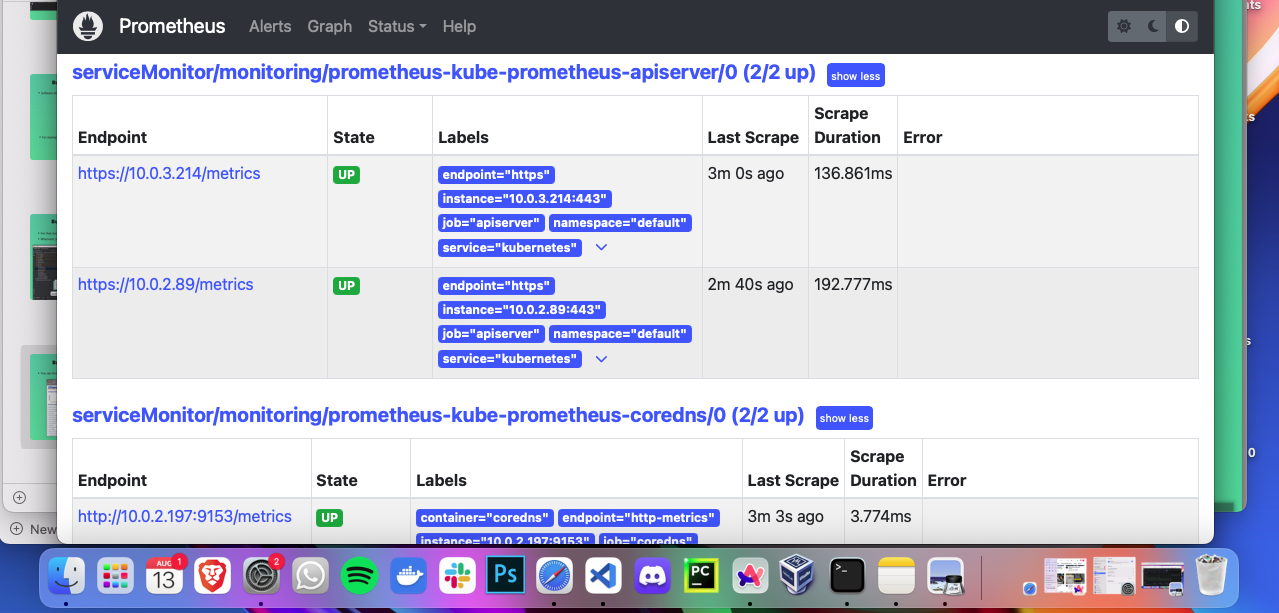 Prometheus Alerts Graph Status Help
serviceMonitor/monitoring/prometheus-kube-prometheus-apiserver/0 (2/2 up) show less
Endpoint State Labels Last Scrape Scrape Duration Error
https://10.0.3.214/metrics UP endpoint="https" 3m 0s ago 136.861ms
instance="10.0.3.214:443"
job="apiserver" namespace="default"
service="kubernetes"
https://10.0.2.89/metrics UP endpoint="https" 2m 40s ago 192.777ms
instance="10.0.2.89:443"
job="apiserver" namespace="default"
service="kubernetes"
serviceMonitor/monitoring/prometheus-kube-prometheus-coredns/0 (2/2 up) show less
Endpoint State Labels Last Scrape Scrape Duration Error
http://10.0.2.197:9153/metrics UP container="coredns" endpoint="http-metrics" 3m 3s ago 3.774ms
instance="10.0.2.197:9153" job="coredns"
New
AUG 1
13
2
Ps
PC